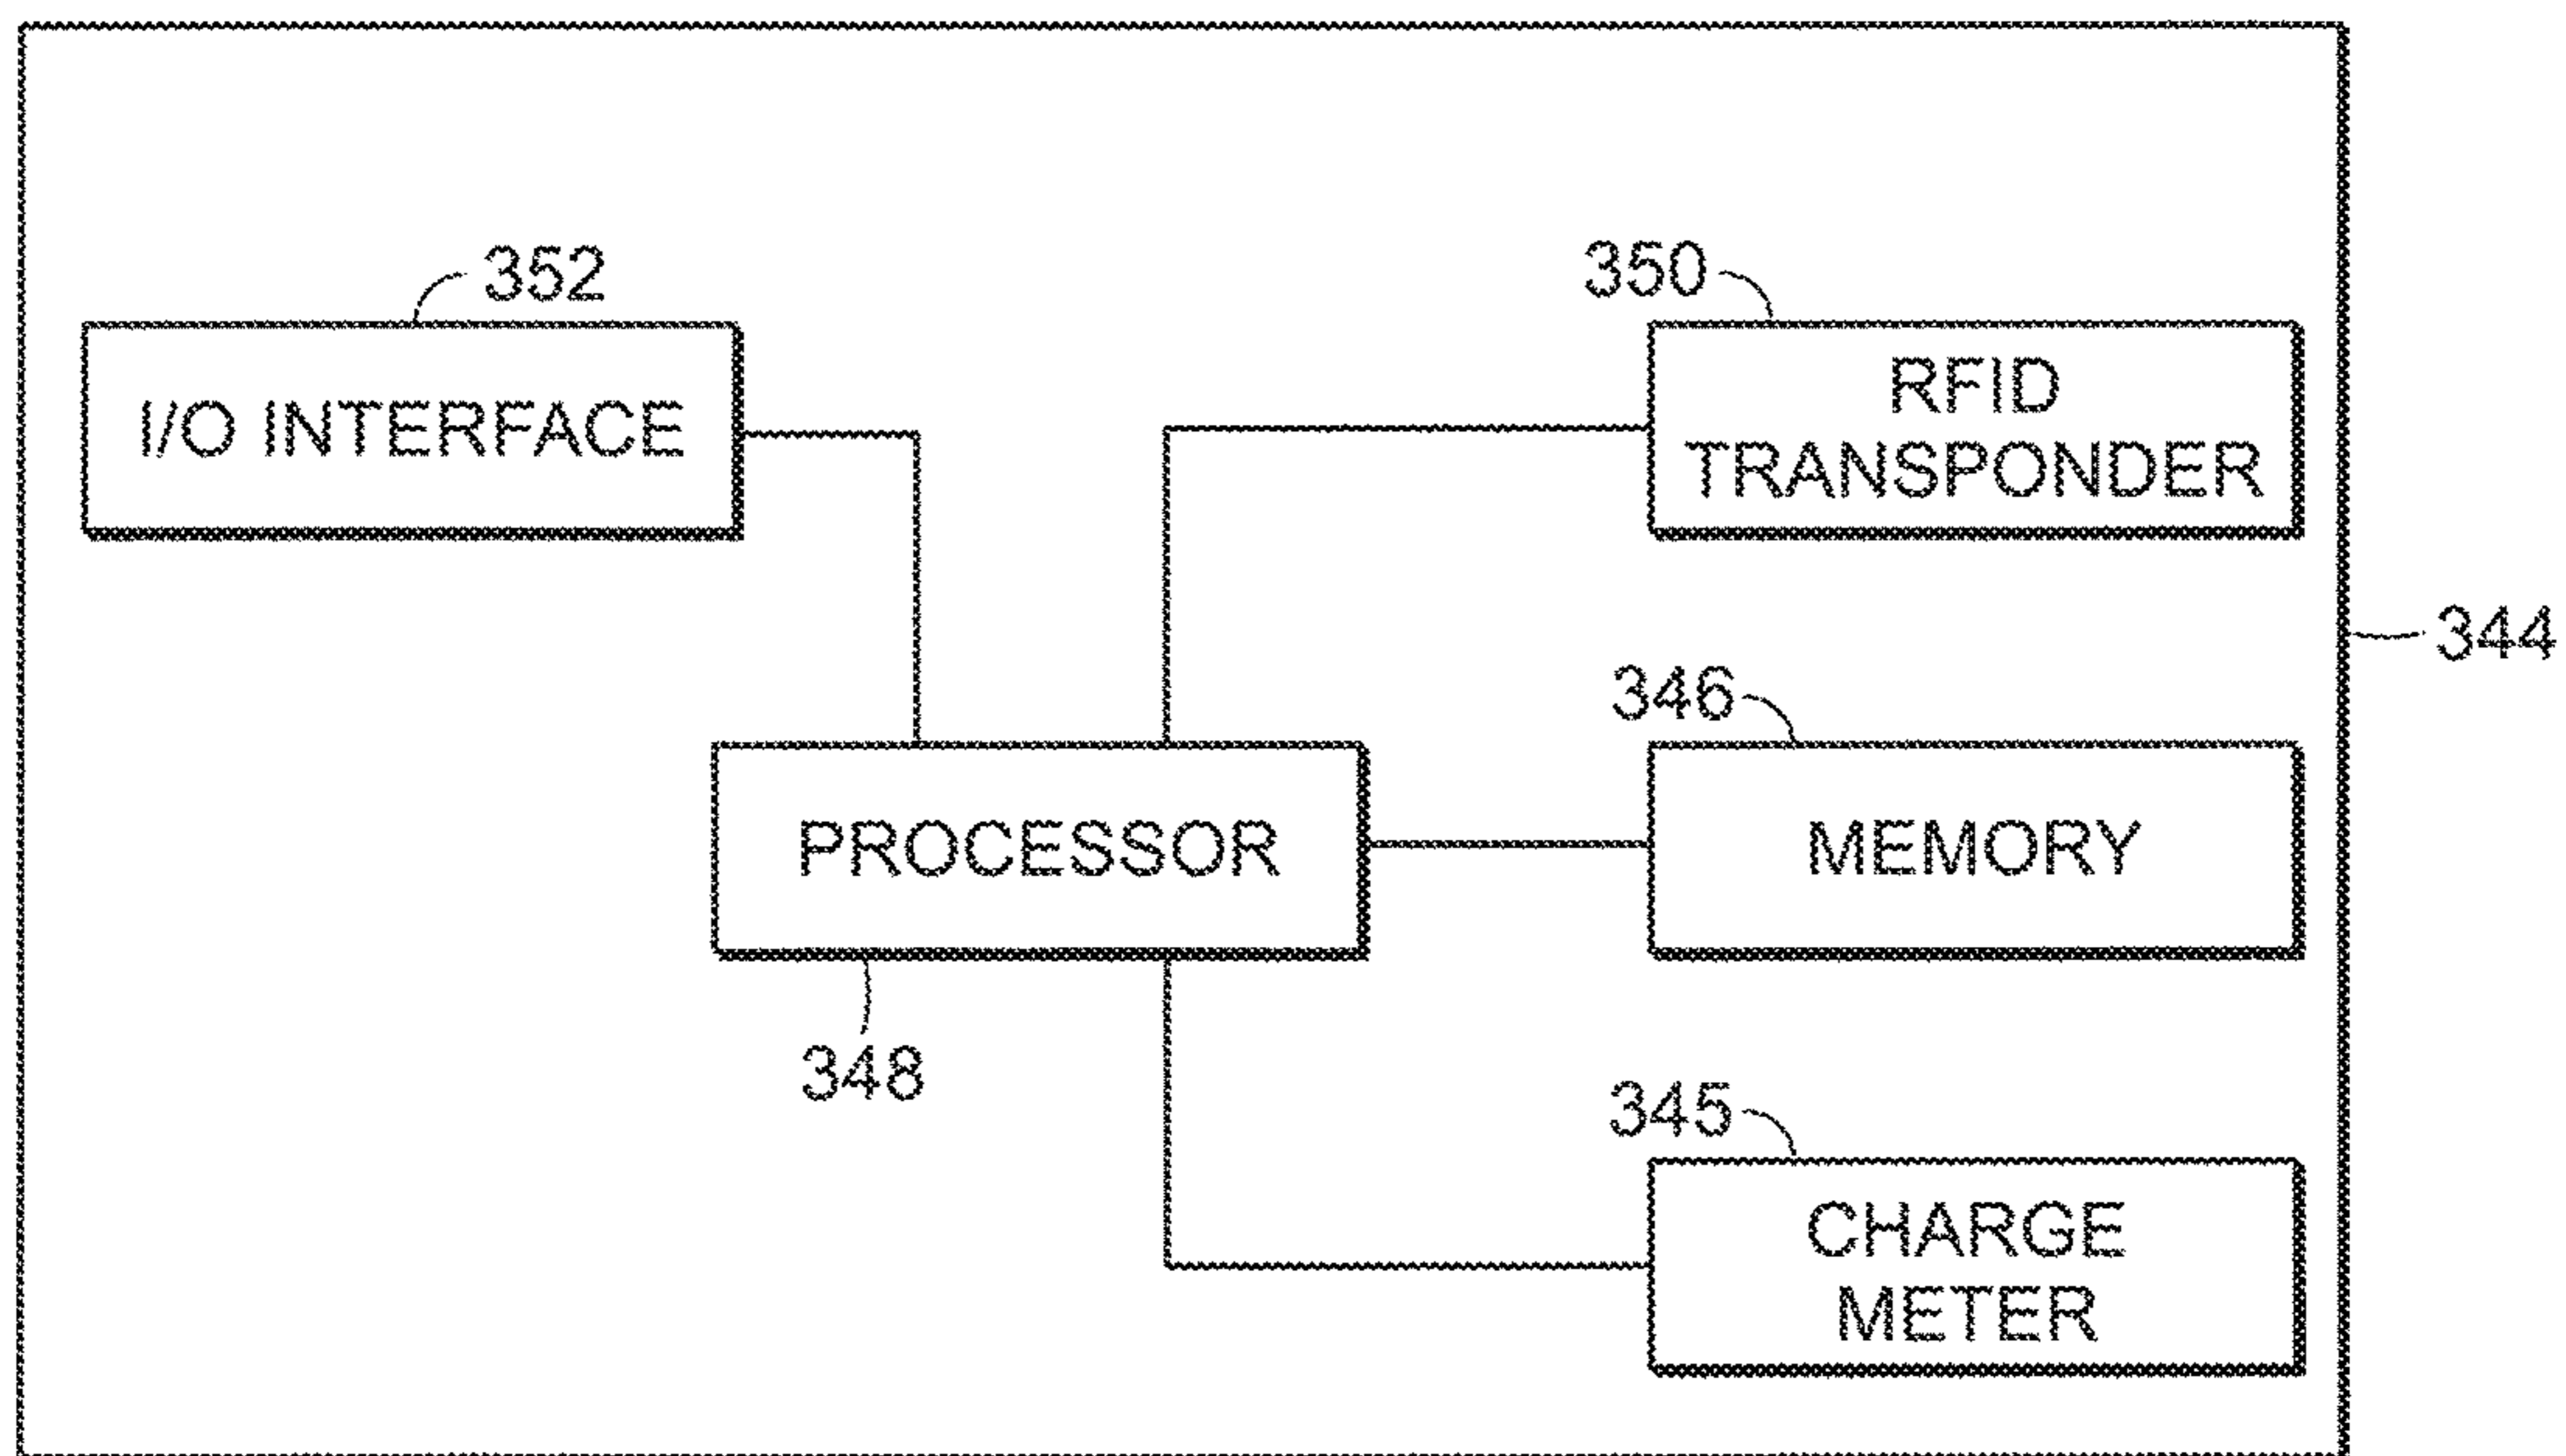 352
I/O INTERFACE
350
RFID
TRANSPONDER
344
346
PROCESSOR
MEMORY
348
345
CHARGE
METER